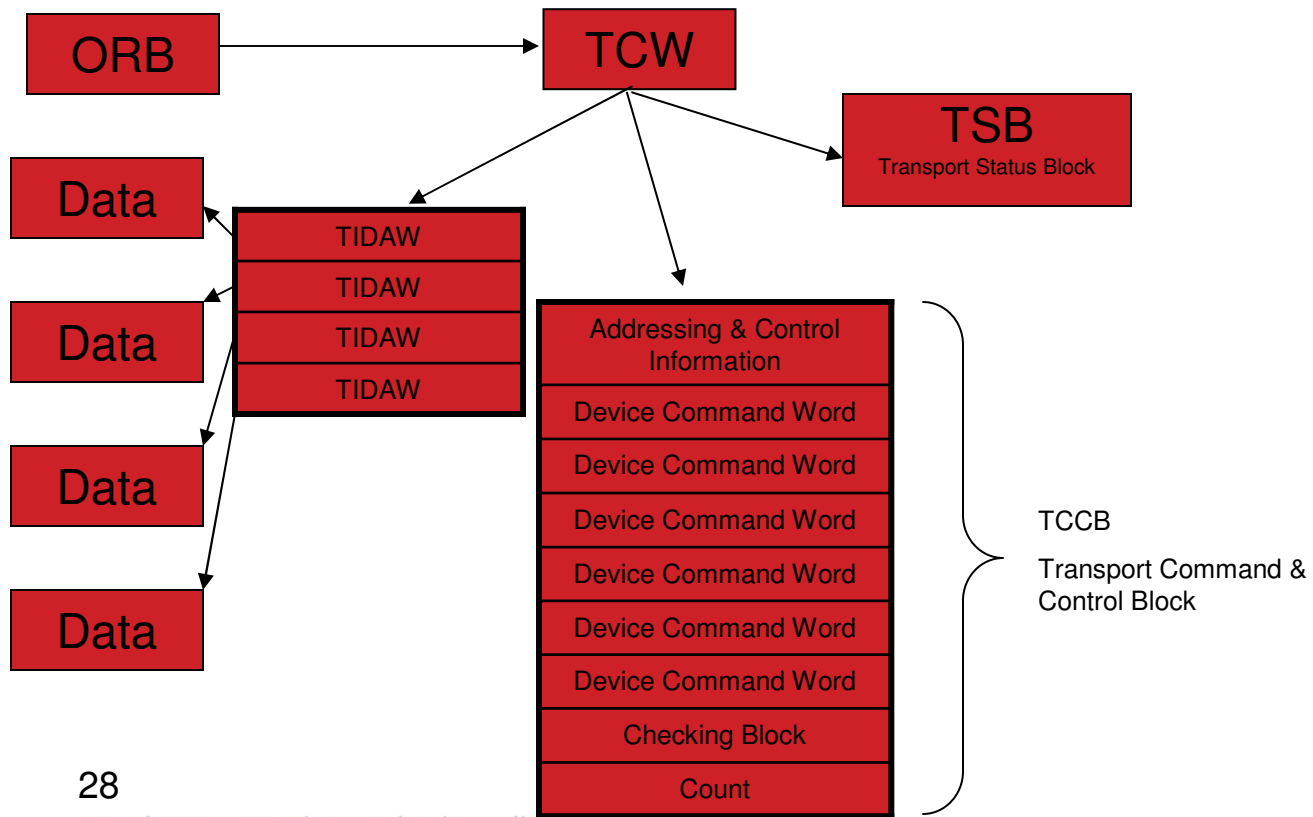 ORB
TCW
TSB
Transport Status Block
Data
Data
Data
Data
TIDAW
TIDAW
TIDAW
TIDAW
Addressing & Control
Information
Device Command Word
Device Command Word
Device Command Word
Device Command Word
Device Command Word
Device Command Word
Checking Block
Count
TCCB
Transport Command &
Control Block
28